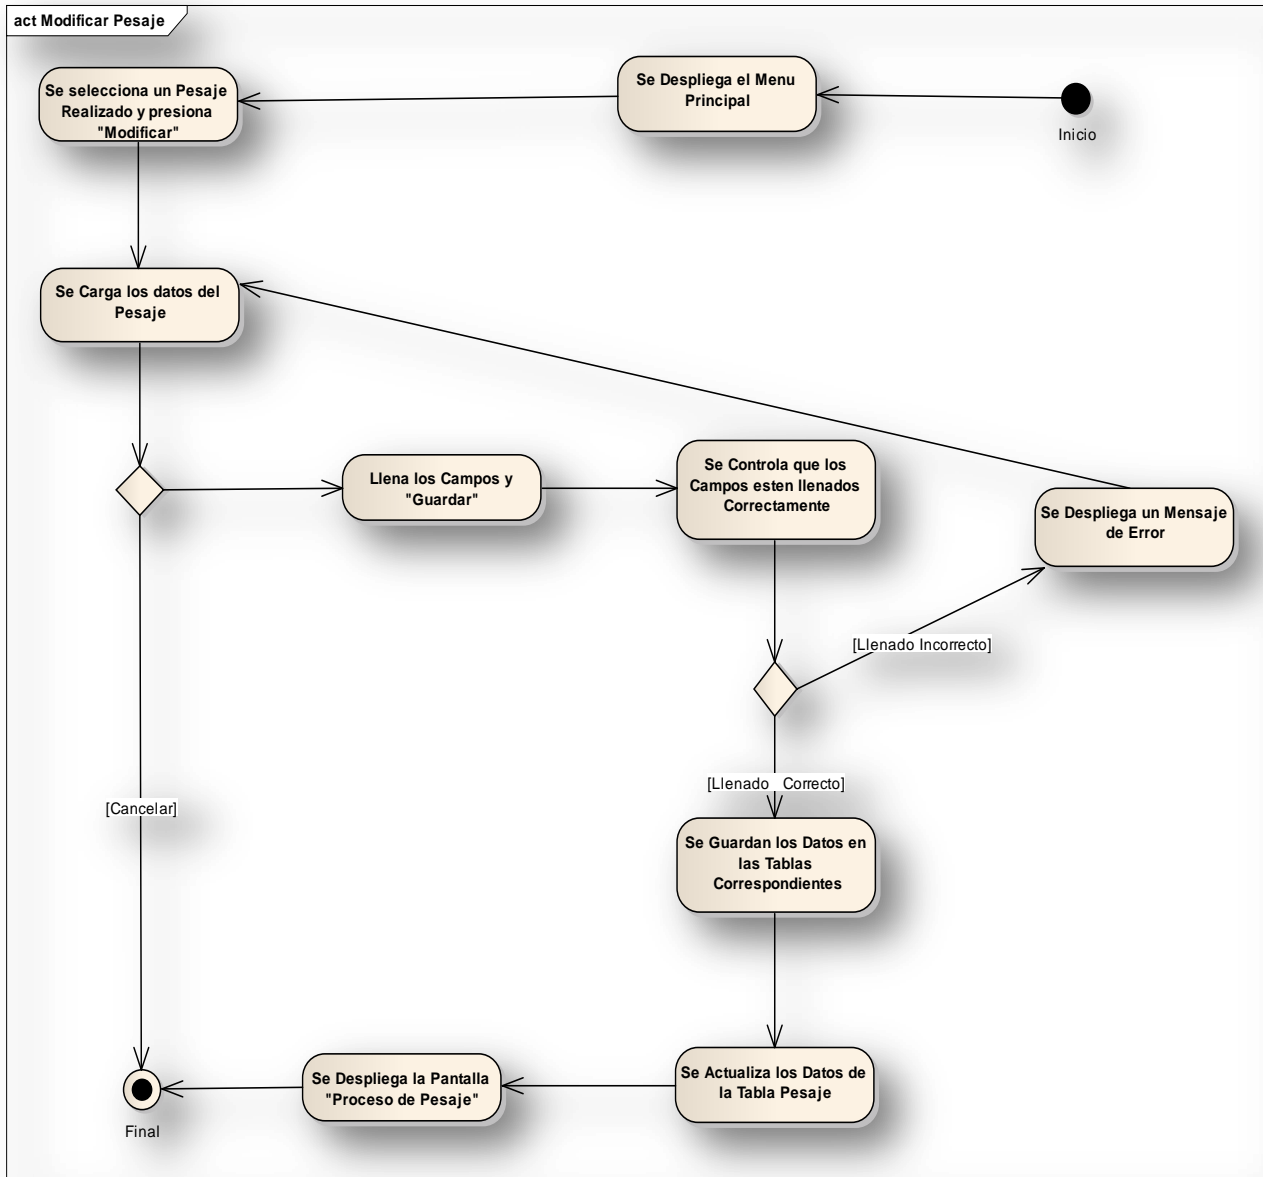 act Modificar Pesaje
Se selecciona un Pesaje
Realizado y presiona
"Modificar"
Se Despliega el Menu
Principal
Inicio
Se Carga los datos del
Pesaje
Llena los Campos y
"Guardar"
Se Controla que los
Campos esten llenados
Correctamente
Se Despliega un Mensaje
de Error
[Llenado Incorrecto]
[Llenado Correcto]
[Cancelar]
Se Guardan los Datos en
las Tablas
Correspondientes
Se Despliega la Pantalla
"Proceso de Pesaje"
Se Actualiza los Datos de
la Tabla Pesaje
Final